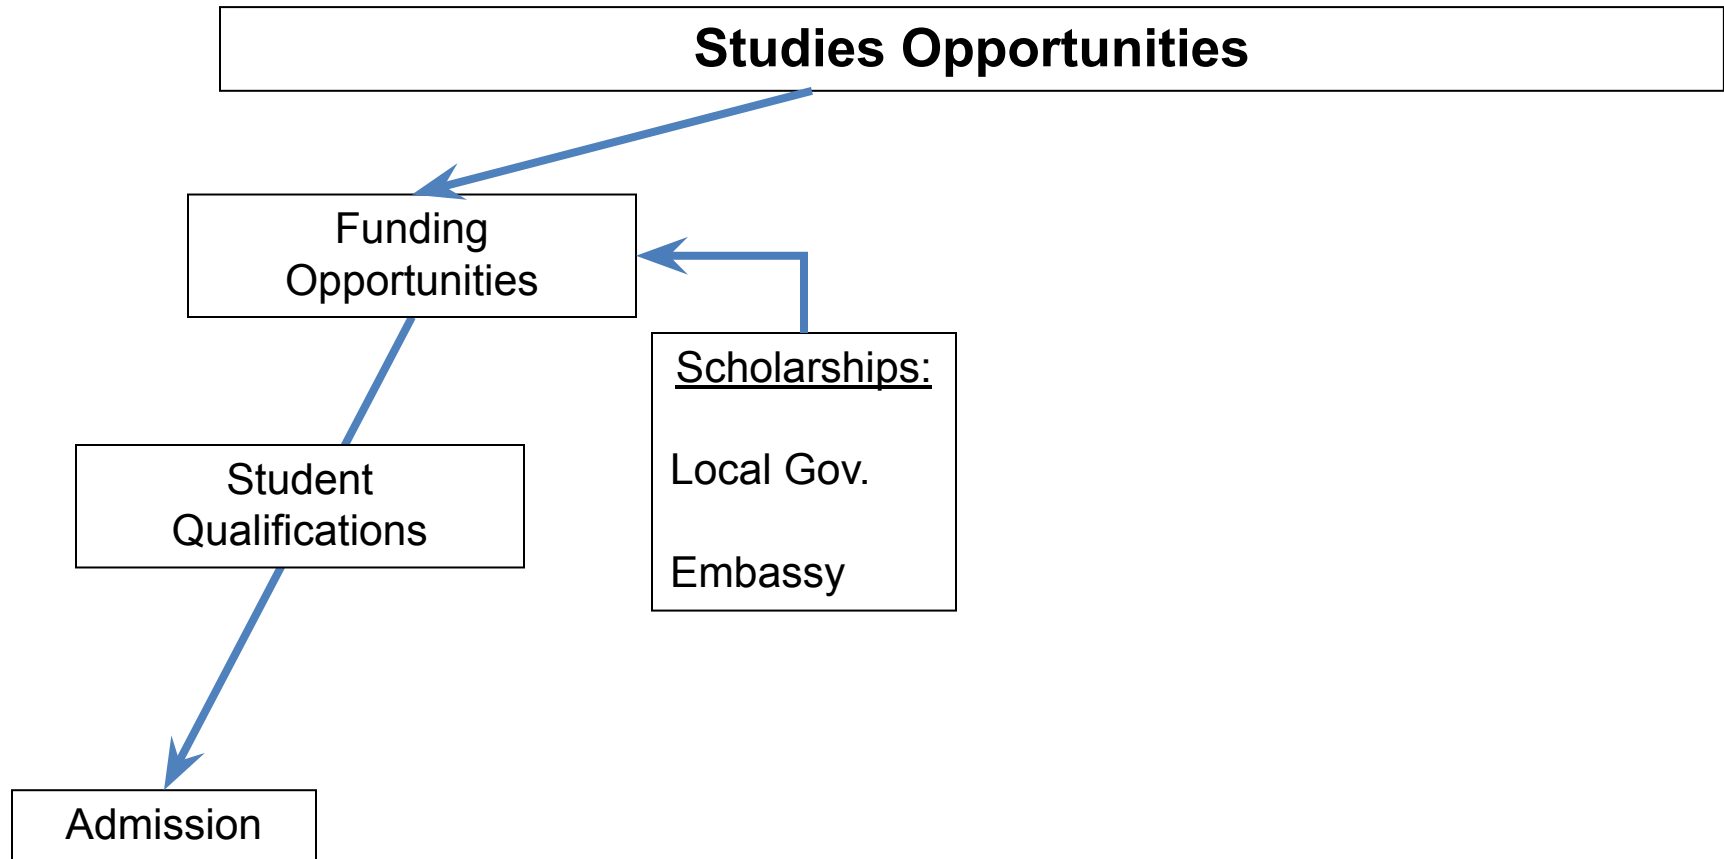 Studies Opportunities
Funding
Opportunities
Scholarships:
Local Gov.
Embassy
Student
Qualifications
Admission